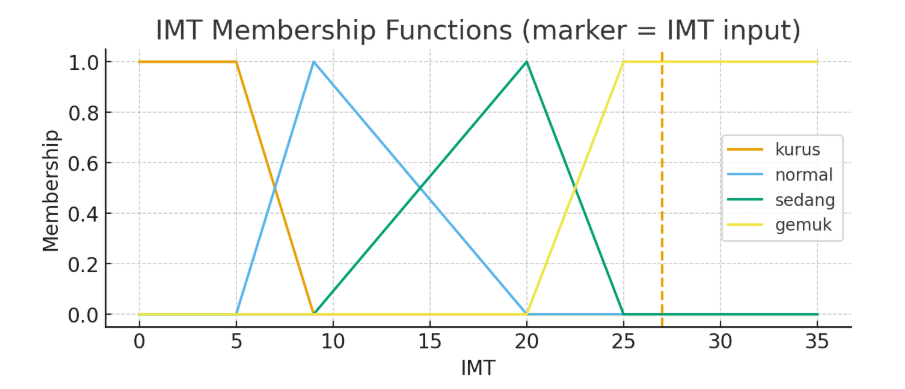 IMT Membership Functions (marker = IMT input)
Membership
1.0
0.8
0.6
0.4
0.2
0.0
kurus
normal
sedang
gemuk
0 5 10 15 20 25 30 35
IMT